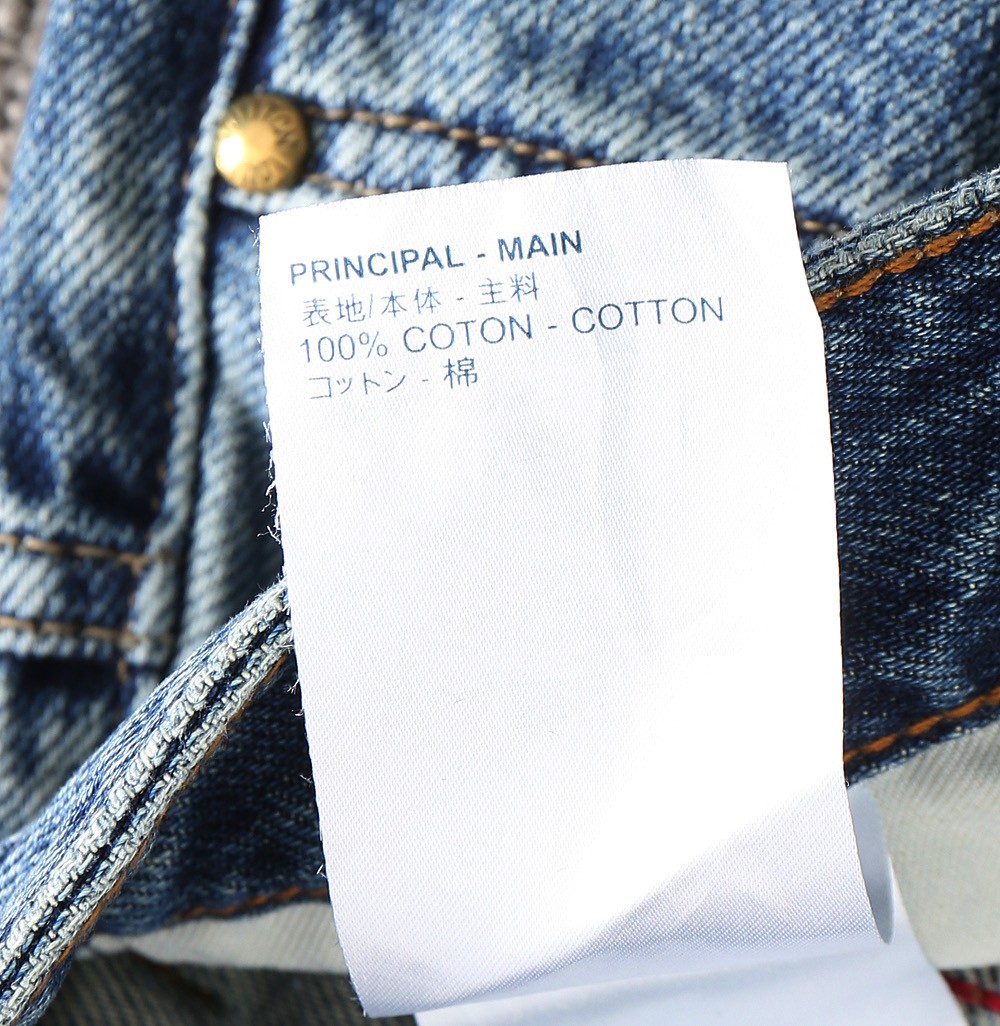 PRINCIPAL - MAIN
表地/本体 - 主料
100% COTON - COTTON
コットン - 棉